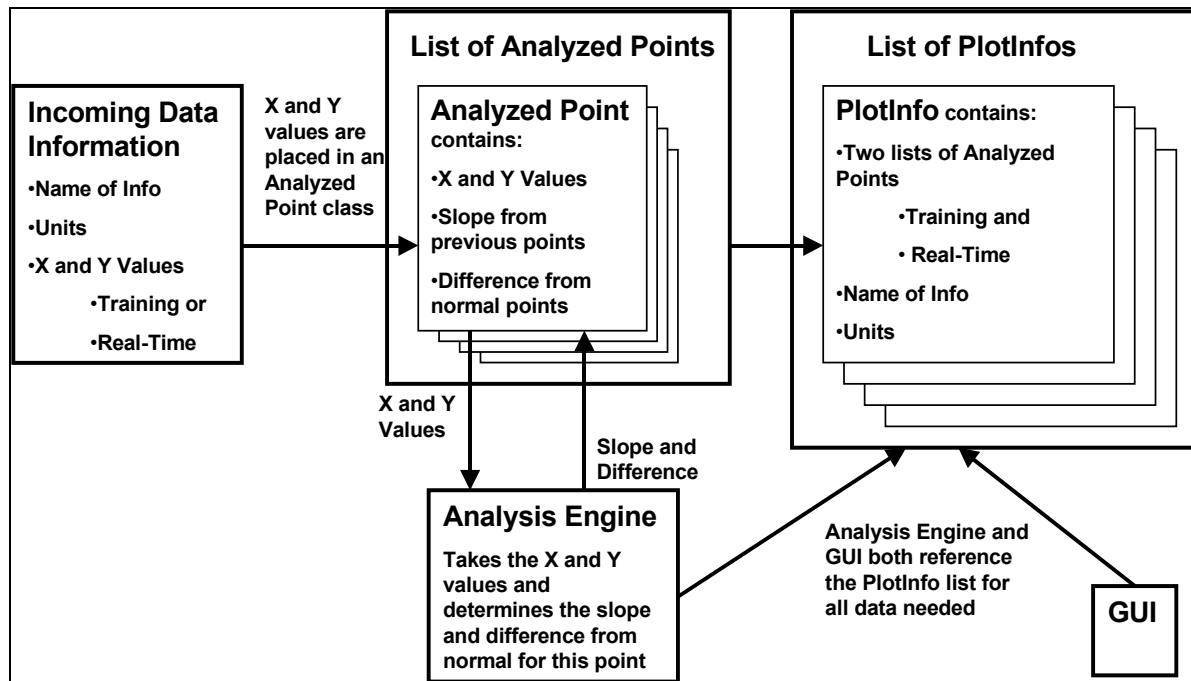 Incoming Data
Information
•Name of Info
•Units
•X and Y Values
•Training or
•Real-Time
X and Y
values are
placed in an
Analyzed
Point class
List of Analyzed Points
Analyzed Point
contains:
•X and Y Values
•Slope from
previous points
•Difference from
normal points
List of PlotInfos
PlotInfo contains:
•Two lists of Analyzed
Points
•Training and
• Real-Time
•Name of Info
•Units
X and Y
Values
Slope and
Difference
Analysis Engine
Takes the X and Y
values and
determines the slope
and difference from
normal for this point
Analysis Engine and
GUI both reference
the PlotInfo list for
all data needed
GUI